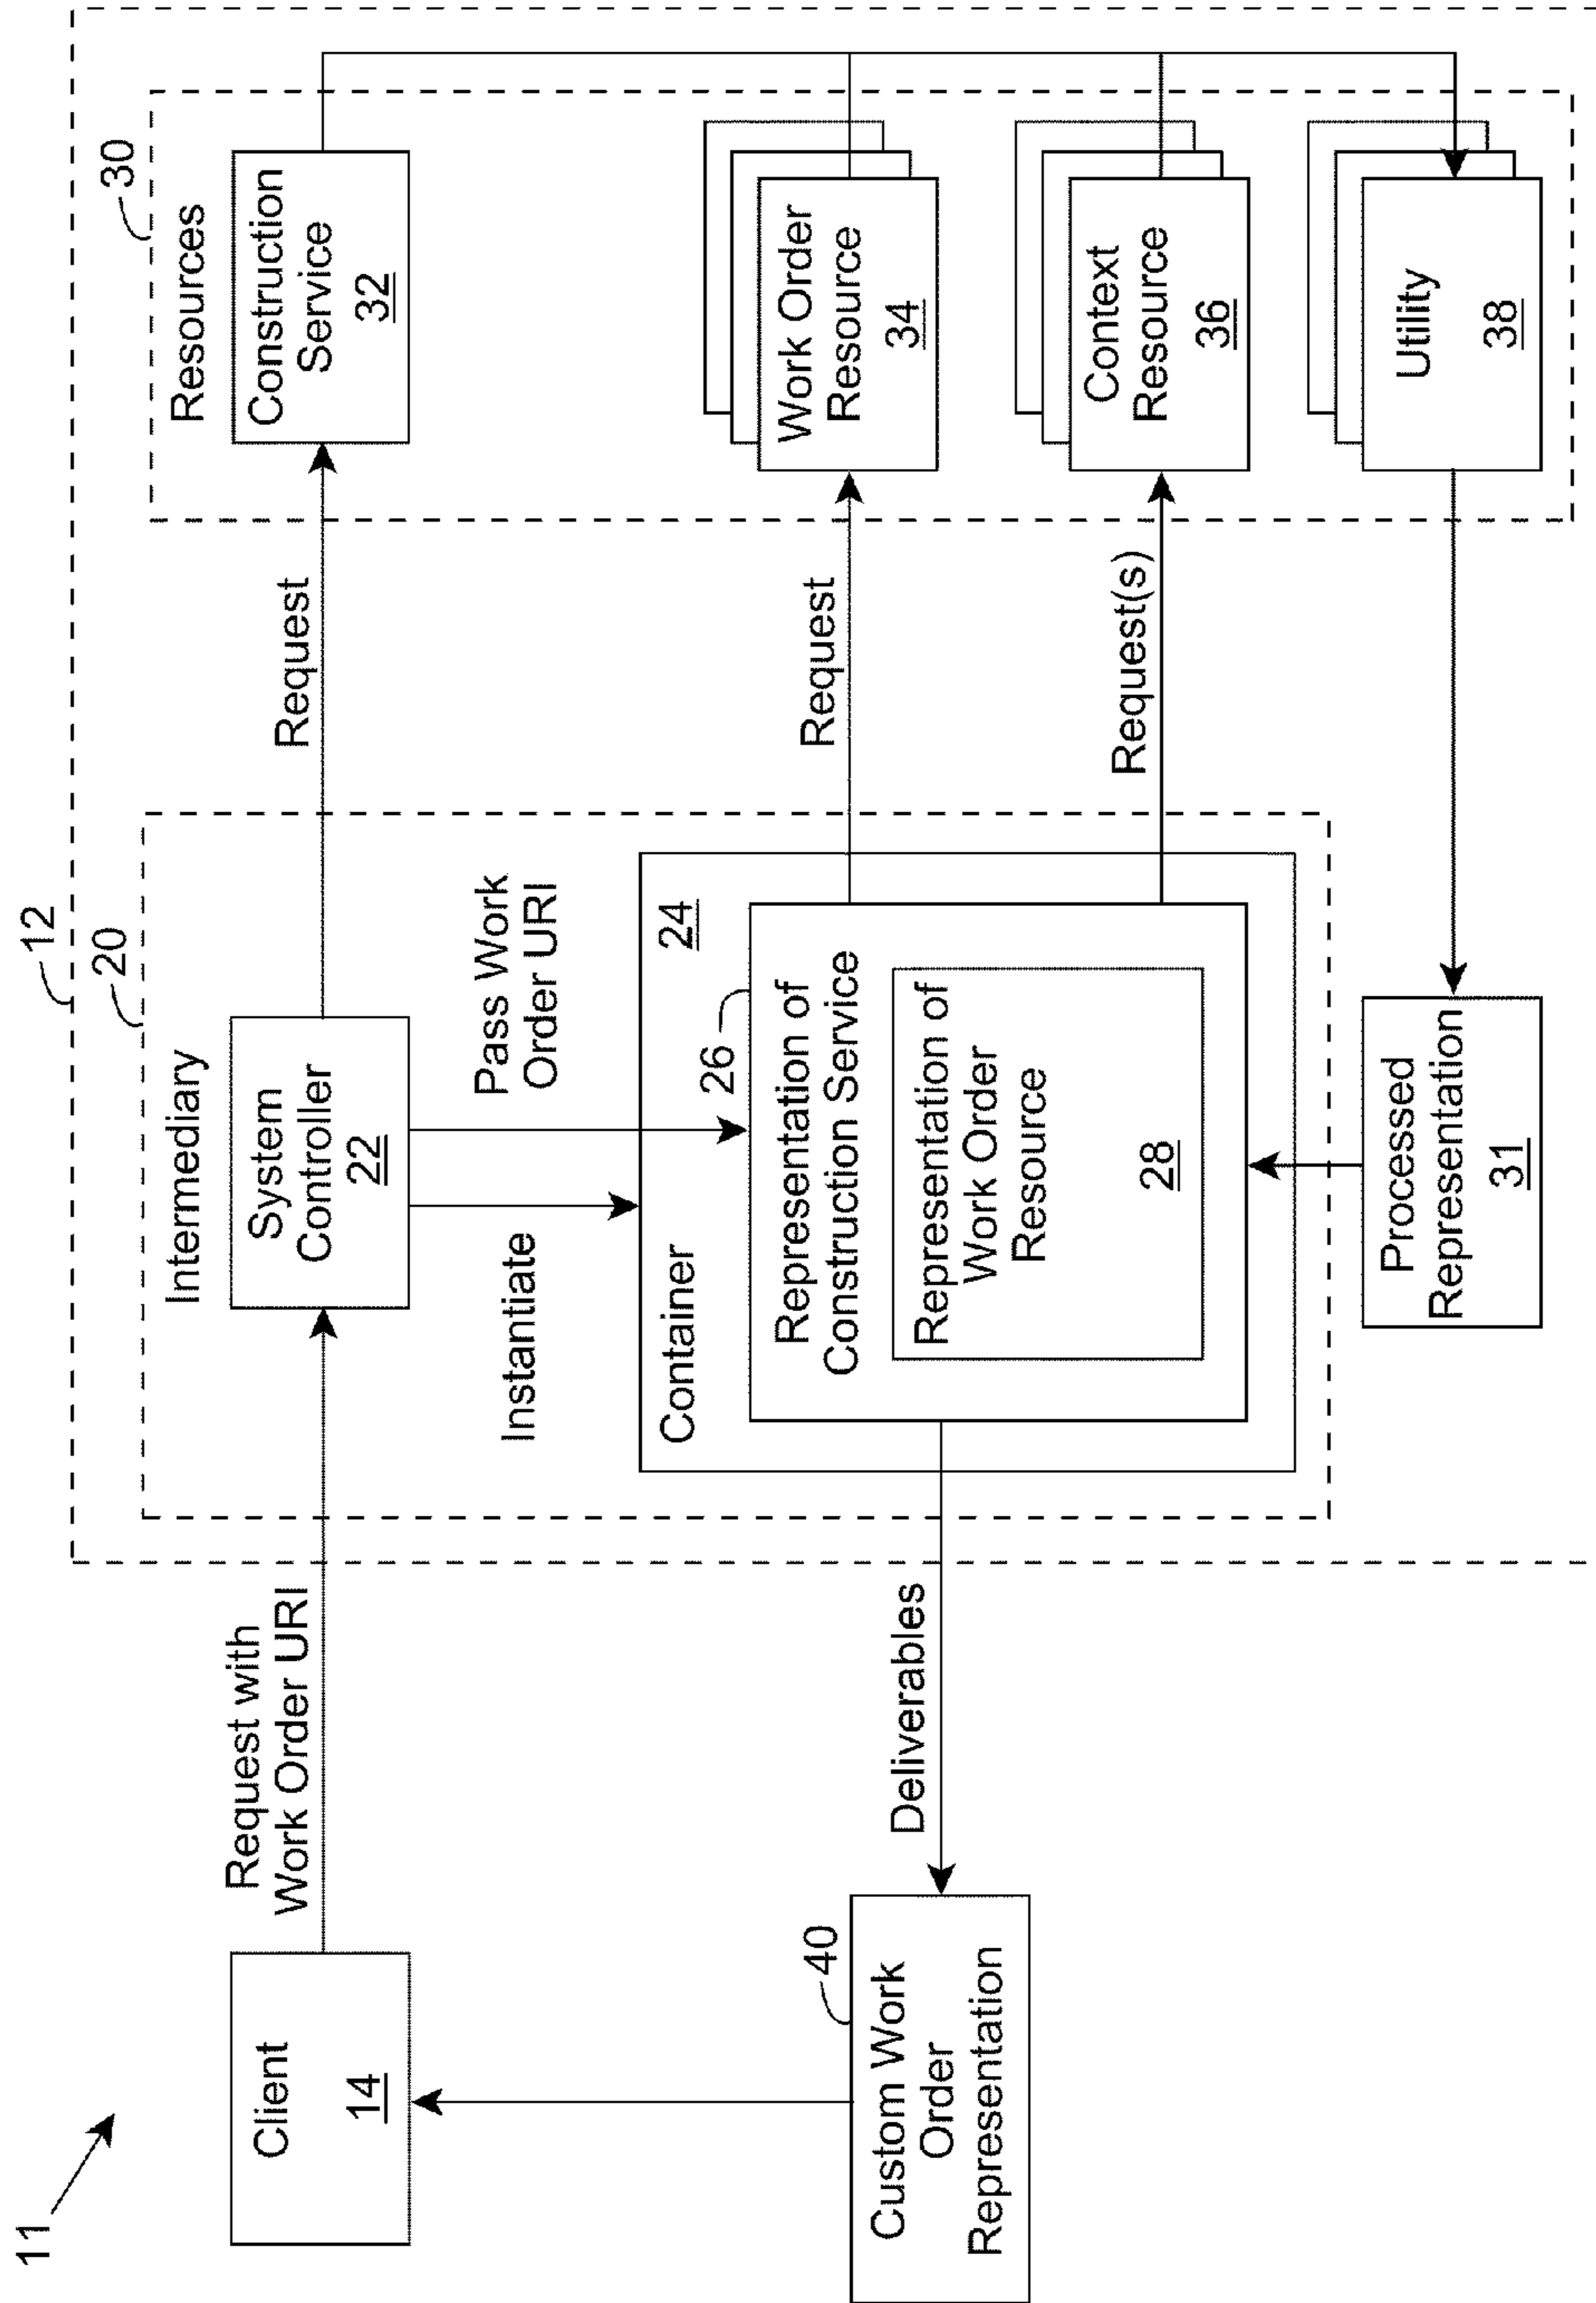 11
12
20
30
Intermediary
Resources
Client
14
Request with
Work Order URI
System
Controller
22
Request
Construction
Service
32
Instantiate
Pass Work
Order URI
Container
24
26
Representation of
Construction Service
Representation of
Work Order
Resource
28
Request
Work Order
Resource
34
Request(s)
Context
Resource
36
Utility
38
Processed
Representation
31
Deliverables
40
Custom Work
Order
Representation